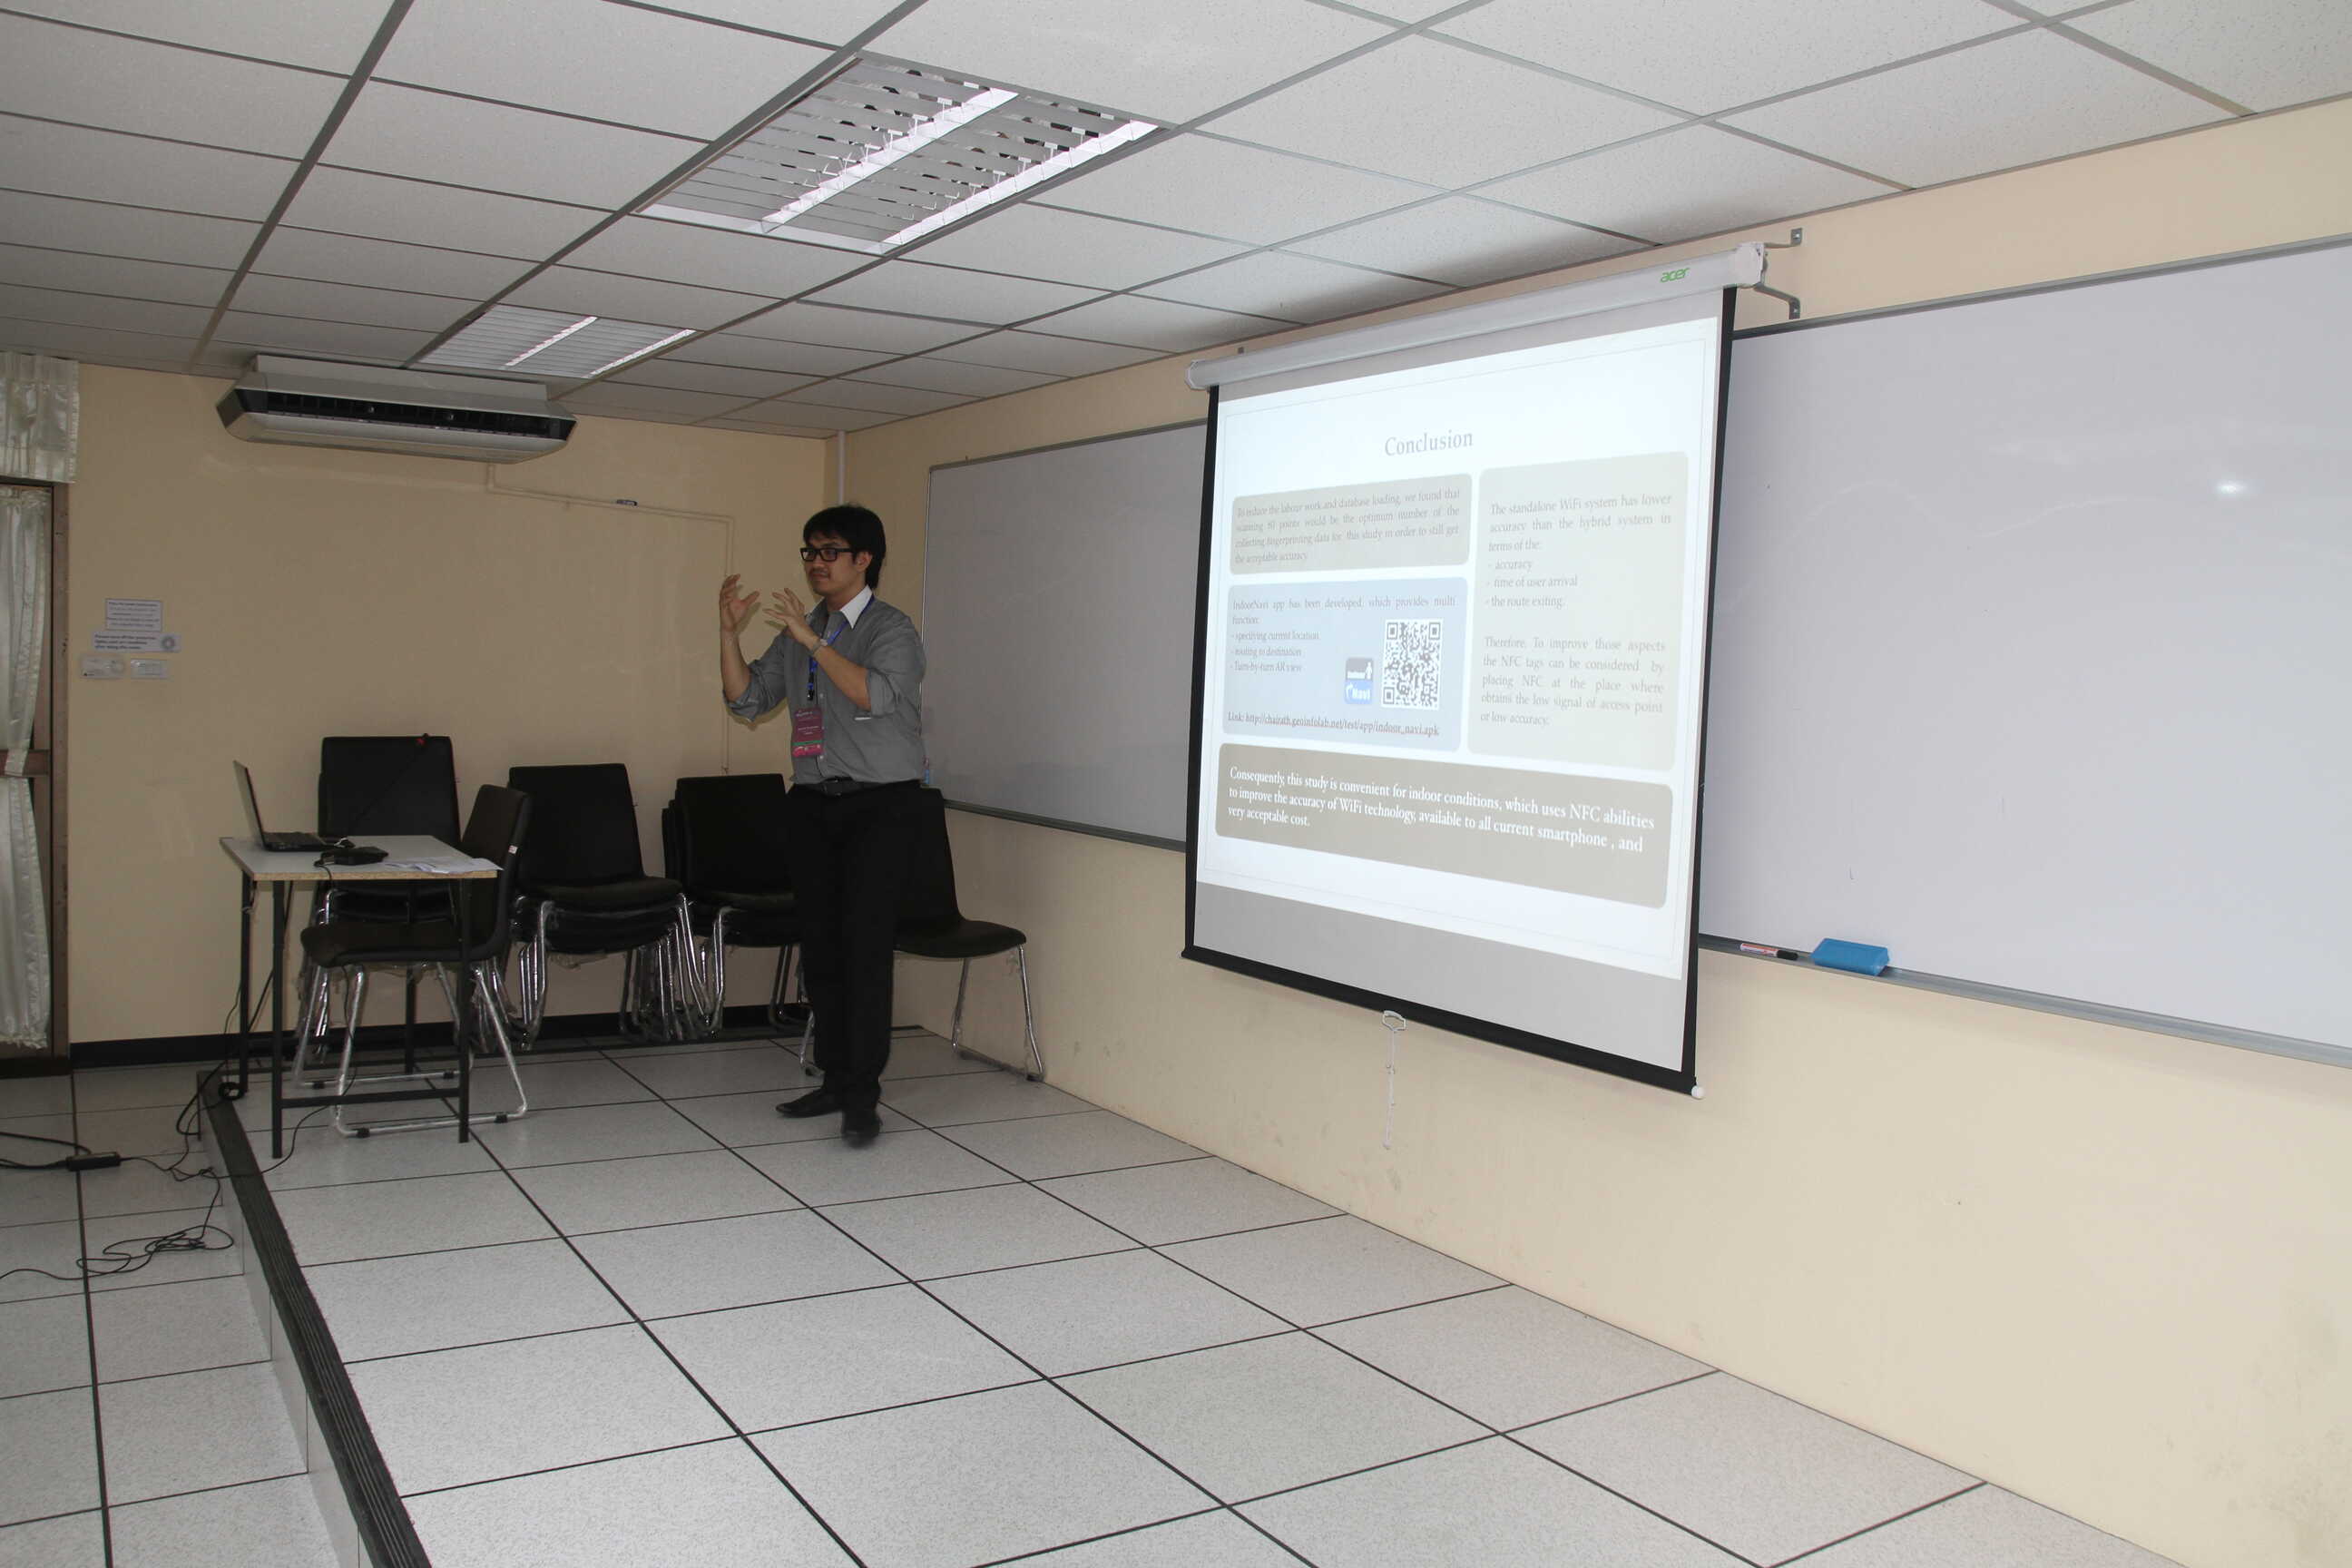 acer
Conclusion
To reduce the labour work and database loading, we found that
scanning 50 points would be the optimum number of the
collecting fingerprinting data for this study in order to still get
the acceptable accuracy
IndoorNavi app has been developed, which provides multi
function:
- specifying current location
- routing to destination
- Turn-by-turn AR view
Indoor
Navi
Link: http://chairath.geoinfolab.net/test/app/indoor_navi.apk
The standalone WiFi system has lower
accurace than the hybrid system in
terms of the:
- accuracy
- time of user arrival
- the route exiting.
Therefore, To improve those aspects
the NFC tags can be considered by
placing NFC at the place where
obtains the low signal of access point
or low accuracy.
Consequently, this study is convenient for indoor conditions, which uses NFC abilities
to improve the accuracy of WiFi technology, available to all current smartphone , and
very acceptable cost.